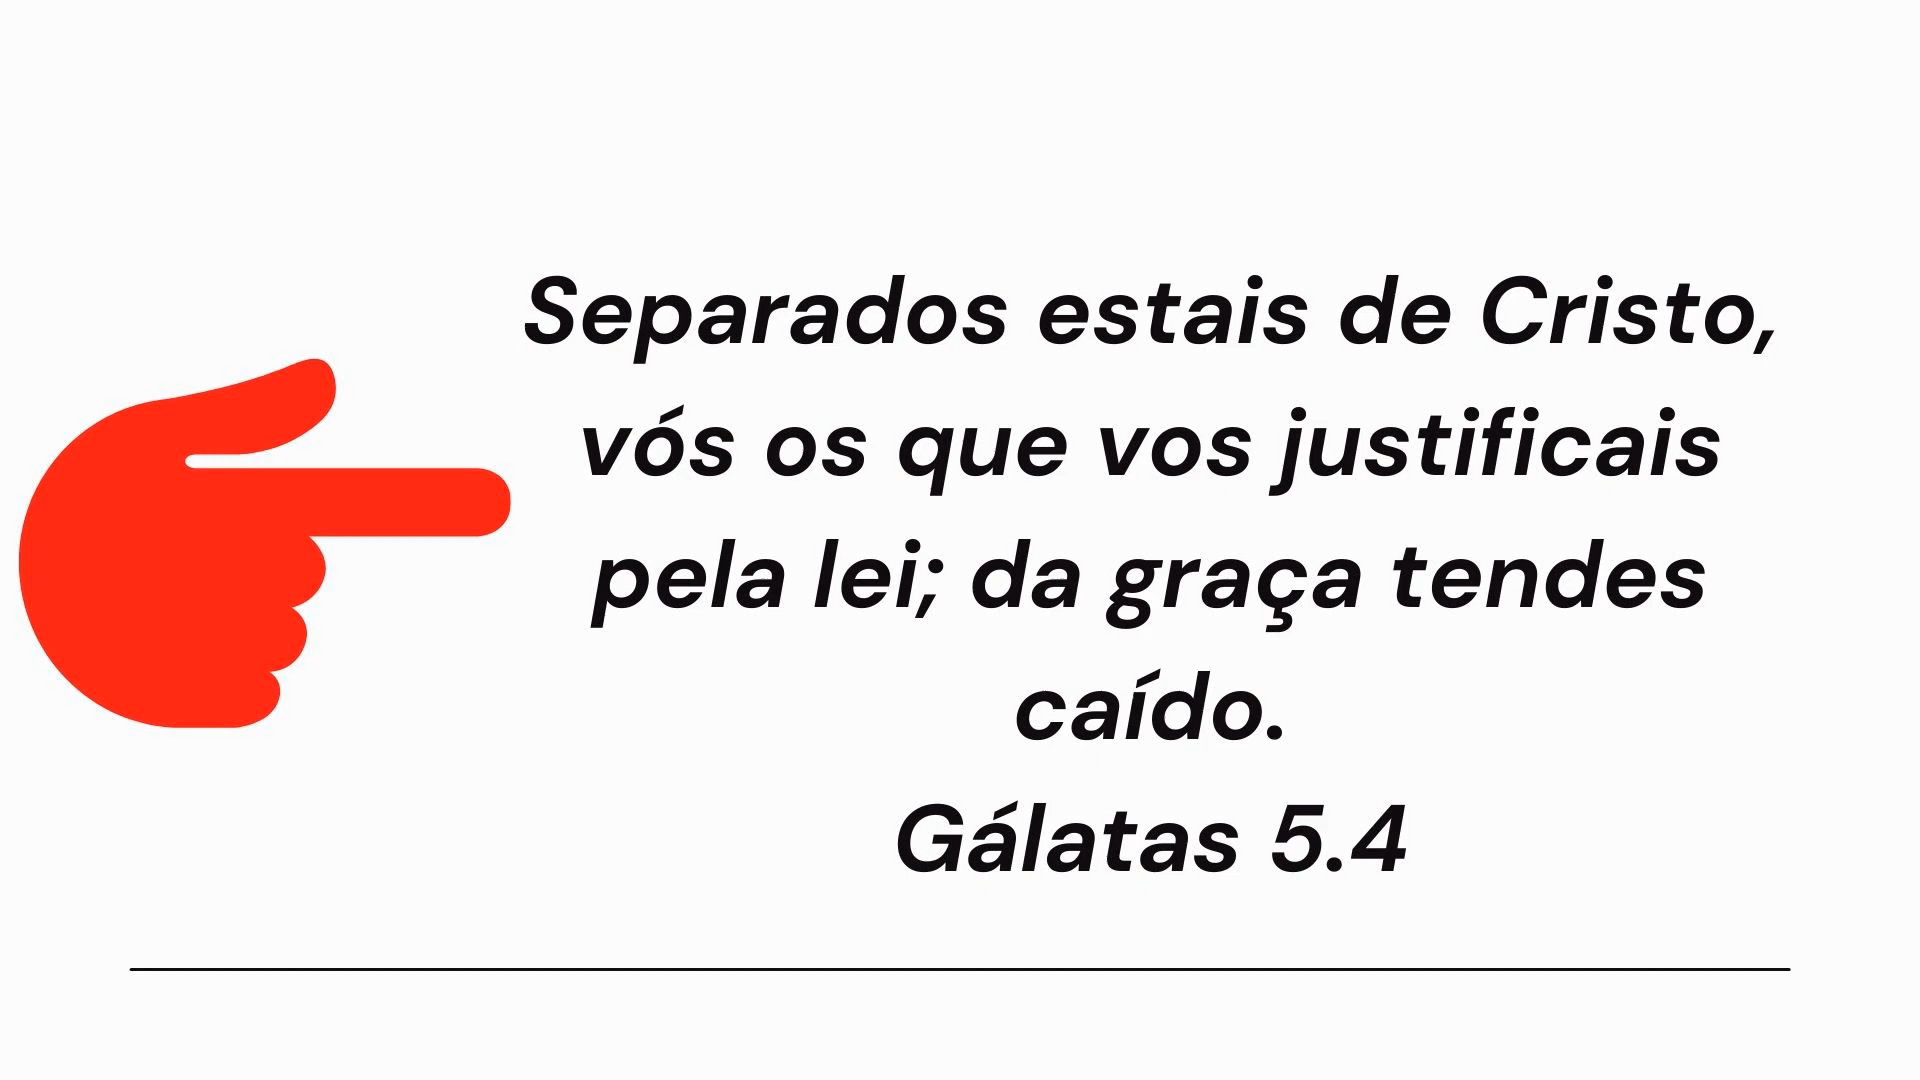 Separados estais de Cristo,
vós os que vos justificais
pela lei; da graça tendes
caído.
Gálatas 5.4